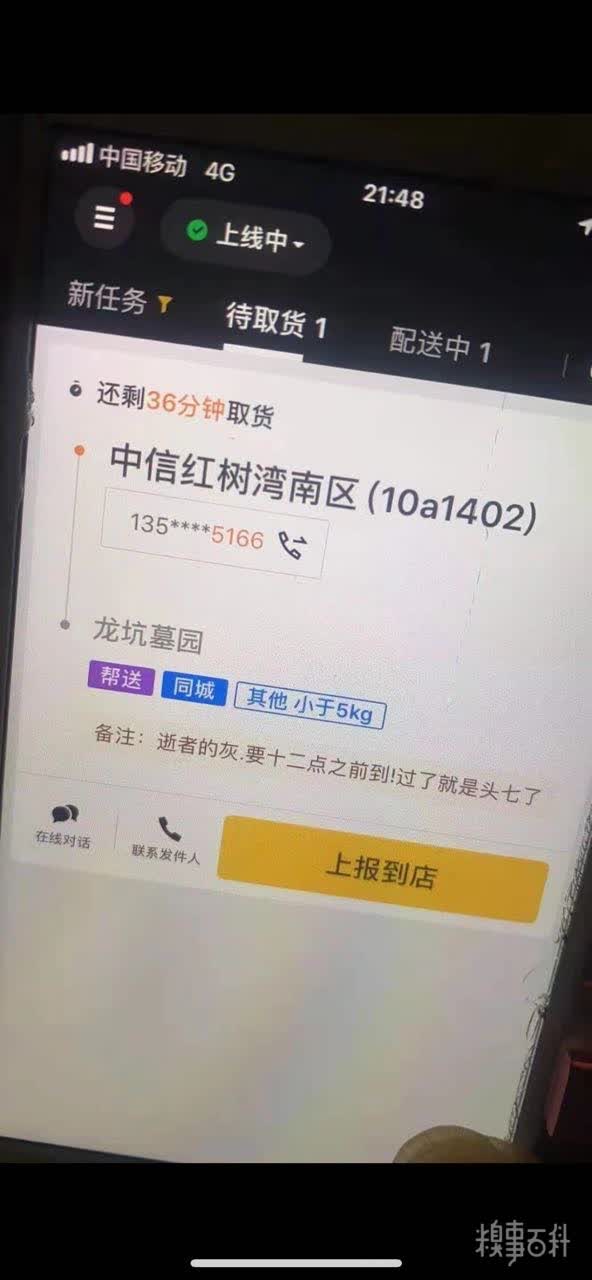 中国移动 4G 21:48
上线中
新任务 待取货 1 配送中 1
还剩36分钟取货
中信红树湾南区 (10a1402)
135****5166
龙坑墓园
帮送 同城 其他 小于5kg
备注：逝者的灰.要十二点之前到!过了就是头七了
在线对话 联系发件人 上报到店
糗事百科